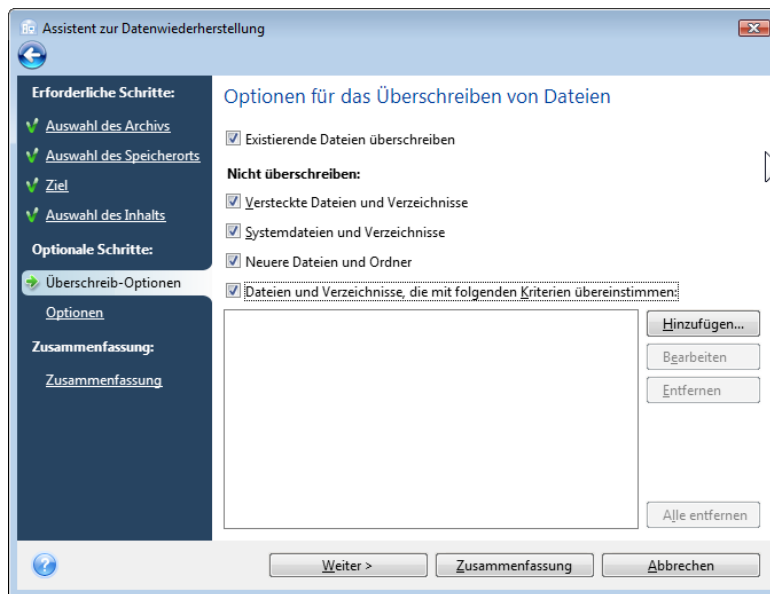 Assistent zur Datenwiederherstellung
Erforderliche Schritte:
Auswahl des Archivs
Auswahl des Speicherorts
Ziel
Auswahl des Inhalts
Optionale Schritte:
Überschreib-Optionen
Optionen
Zusammenfassung:
Zusammenfassung
Optionen für das Überschreiben von Dateien
Existierende Dateien überschreiben
Nicht überschreiben:
Versteckte Dateien und Verzeichnisse
Systemdateien und Verzeichnisse
Neuere Dateien und Ordner
Dateien und Verzeichnisse, die mit folgenden Kriterien übereinstimmen:
Hinzufügen...
Bearbeiten
Entfernen
Alle entfernen
Weiter >
Zusammenfassung
Abbrechen